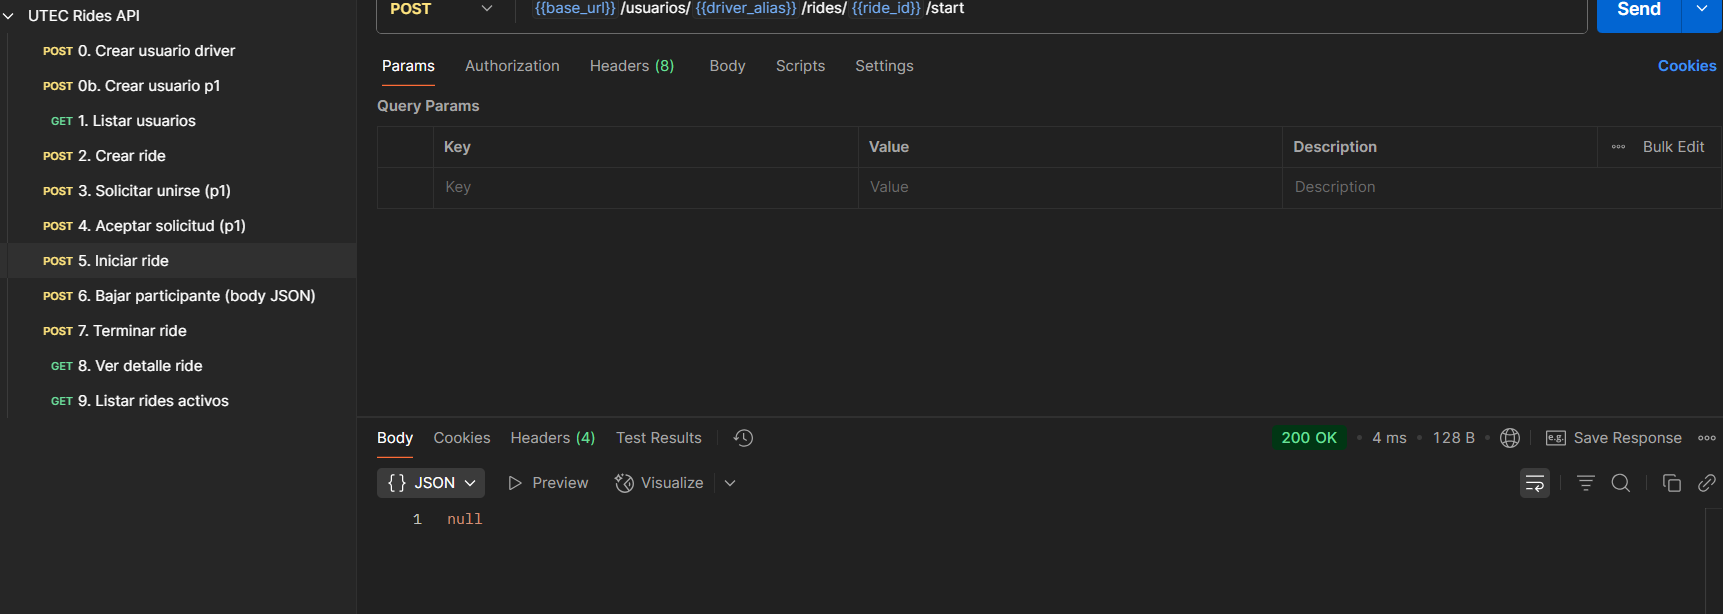 UTEC Rides API
POST 0. Crear usuario driver
POST 0b. Crear usuario p1
GET 1. Listar usuarios
POST 2. Crear ride
POST 3. Solicitar unirse (p1)
POST 4. Aceptar solicitud (p1)
POST 5. Iniciar ride
POST 6. Bajar participante (body JSON)
POST 7. Terminar ride
GET 8. Ver detalle ride
GET 9. Listar rides activos
POST {{base_url}} /usuarios/ {{driver_alias}} /rides/ {{ride_id}} /start Send
Params Authorization Headers (8) Body Scripts Settings Cookies
Query Params
Key Value Description Bulk Edit
Key Value Description
Body Cookies Headers (4) Test Results 200 OK • 4 ms • 128 B • e.g. Save Response
{} JSON Preview Visualize
1 null